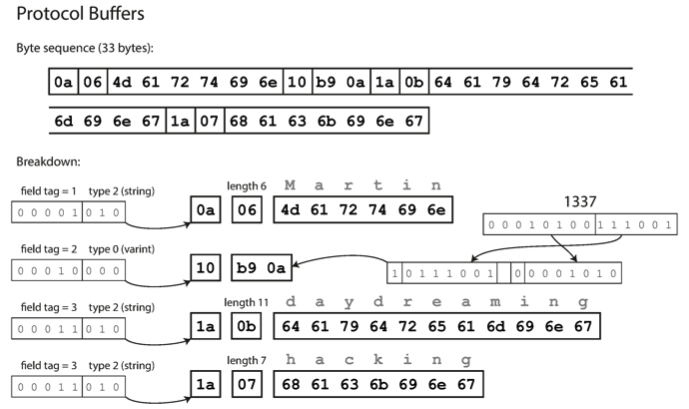 Protocol Buffers
Byte sequence (33 bytes):
0a 06 4d 61 72 74 69 6e 10 b9 0a 1a 0b 64 61 79 64 72 65 61
6d 69 6e 67 1a 07 68 61 63 6b 69 6e 67
Breakdown:
field tag = 1 type 2 (string) length 6 M a r t i n
0 0 0 0 1 0 1 0 0a 06 4d 61 72 74 69 6e
1337
0 0 0 1 0 1 0 0 1 1 1 0 0 1
field tag = 2 type 0 (varint)
0 0 0 1 0 0 0 0 10 b9 0a 1 0 1 1 1 0 0 1 0 0 0 0 1 0 1 0
field tag = 3 type 2 (string) length 11 d a y d r e a m i n g
0 0 0 1 1 0 1 0 1a 0b 64 61 79 64 72 65 61 6d 69 6e 67
field tag = 3 type 2 (string) length 7 h a c k i n g
0 0 0 1 1 0 1 0 1a 07 68 61 63 6b 69 6e 67